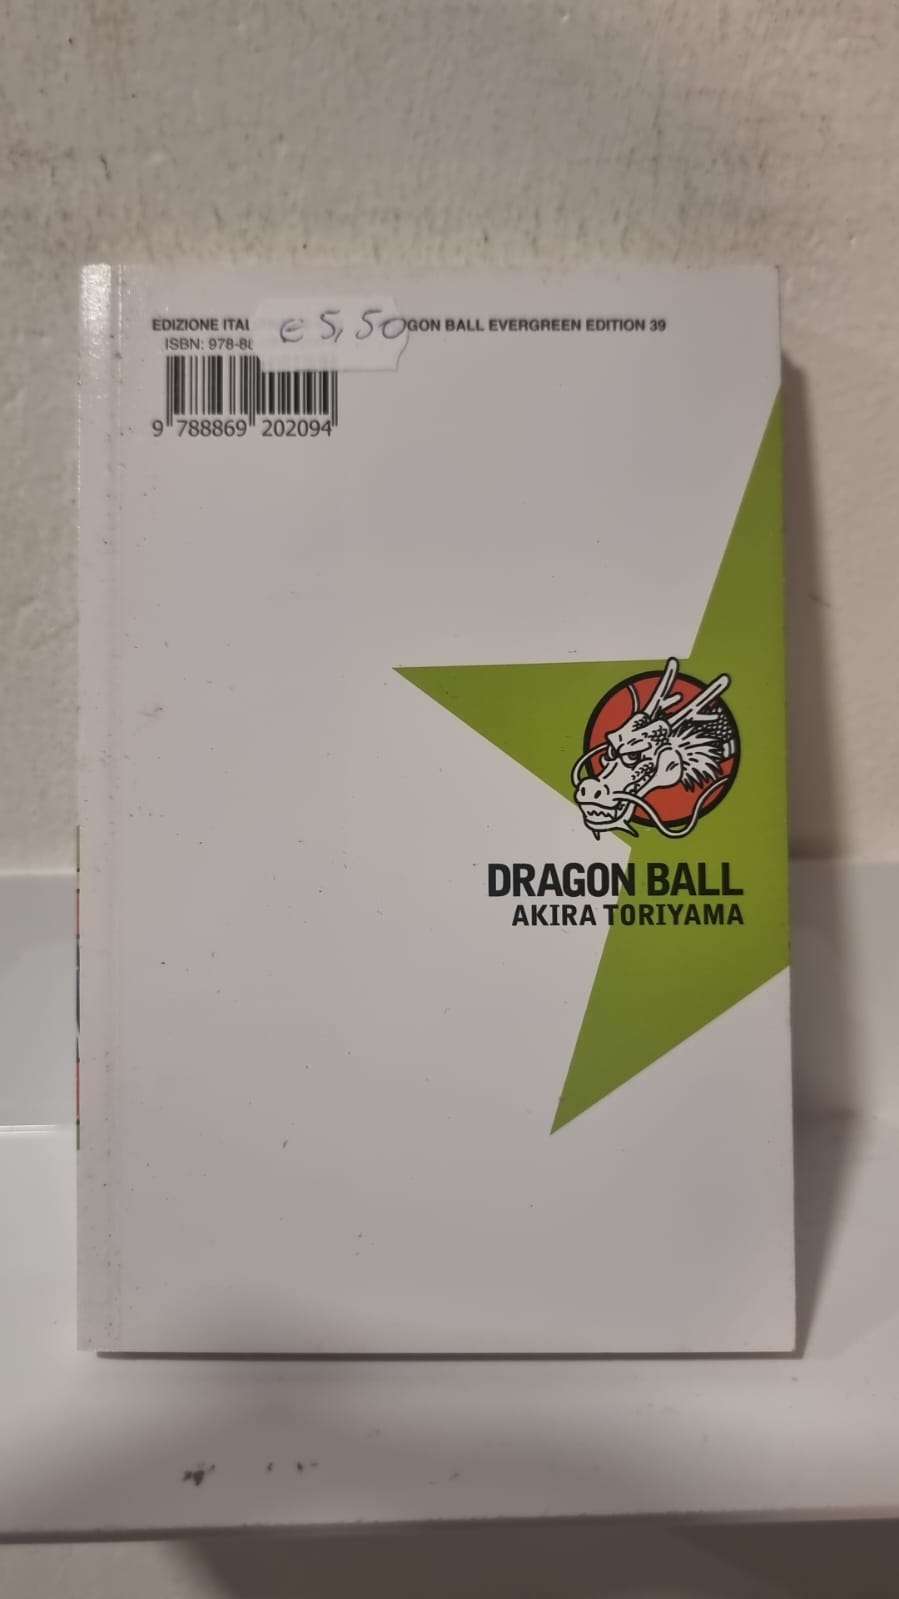 EDIZIONE ITAL GON BALL EVERGREEN EDITION 39
€ 5,50
ISBN: 978-8
9 788869 202094
DRAGON BALL
AKIRA TORIYAMA